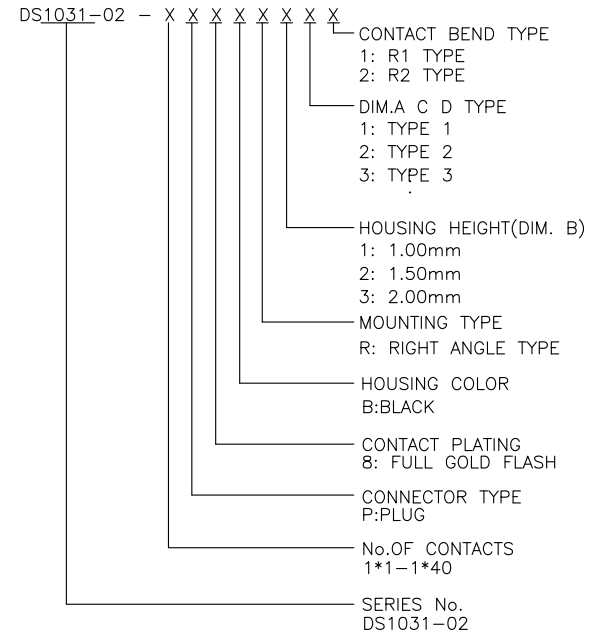 DS1031-02 - X X X X X X X X
CONTACT BEND TYPE
1: R1 TYPE
2: R2 TYPE
DIM.A C D TYPE
1: TYPE 1
2: TYPE 2
3: TYPE 3
HOUSING HEIGHT(DIM. B)
1: 1.00mm
2: 1.50mm
3: 2.00mm
MOUNTING TYPE
R: RIGHT ANGLE TYPE
HOUSING COLOR
B:BLACK
CONTACT PLATING
8: FULL GOLD FLASH
CONNECTOR TYPE
P:PLUG
No.OF CONTACTS
1*1-1*40
SERIES No.
DS1031-02